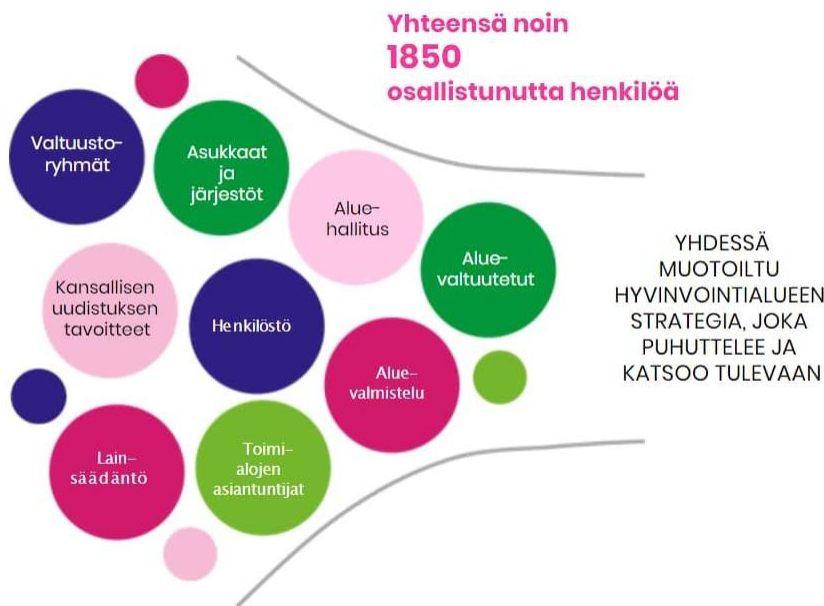 Yhteensä noin
1850
osallistunutta henkilöä
Valtuusto-
ryhmät
Asukkaat
ja
järjestöt
Alue-
hallitus
Alue-
valtuutetut
Kansallisen
uudistuksen
tavoitteet
Henkilöstö
Alue-
valmistelu
Lain-
säädäntö
Toimi-
alojen
asiantuntijat
YHDESSÄ
MUOTOILTU
HYVINVOINTIALUEEN
STRATEGIA, JOKA
PUHUTTELEE JA
KATSOO TULEVAAN